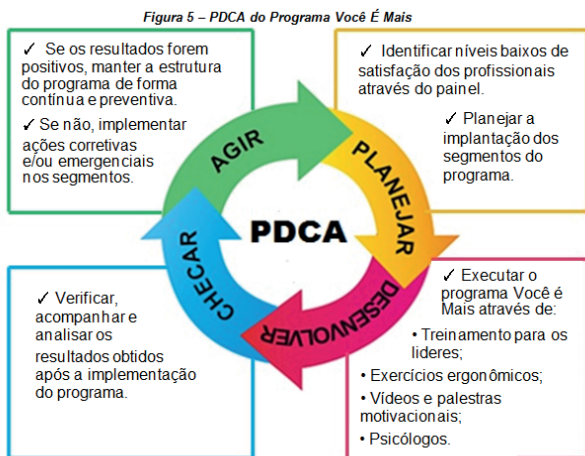 Figura 5 – PDCA do Programa Você É Mais
✓ Se os resultados forem
positivos, manter a estrutura
do programa de forma
contínua e preventiva.
✓ Se não, implementar
ações corretivas
e/ou emergenciais
nos segmentos.
✓ Identificar níveis baixos de
satisfação dos profissionais
através do painel.
✓ Planejar a
implantação dos
segmentos do
programa.
AGIR
PLANEJAR
PDCA
CHECAR
DESENVOLVER
✓ Verificar,
acompanhar e
analisar os
resultados obtidos
após a implementação
do programa.
✓ Executar o
programa Você é
Mais através de:
• Treinamento para os
lideres;
• Exercícios ergonômicos;
• Vídeos e palestras
motivacionais;
• Psicólogos.